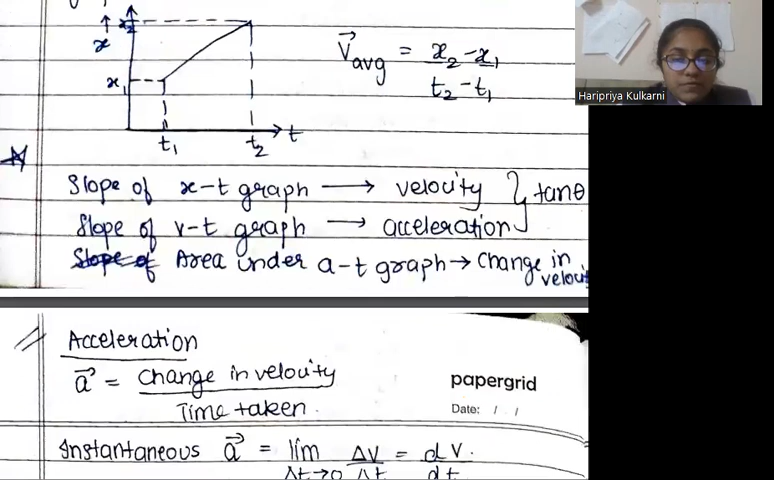 x2
x
x1
t1 t2 t
V⃗avg = x2-x1
t2-t1
Haripriya Kulkarni
Slope of x-t graph → velocity } tanθ
Slope of v-t graph → acceleration
Slope of Area under a-t graph → Change in
velocit
Acceleration
a⃗ = Change in velocity
Time taken.
papergrid
Date: / /
Instantaneous a⃗ = lim ΔV = dV.
Δt→0 Δt dt